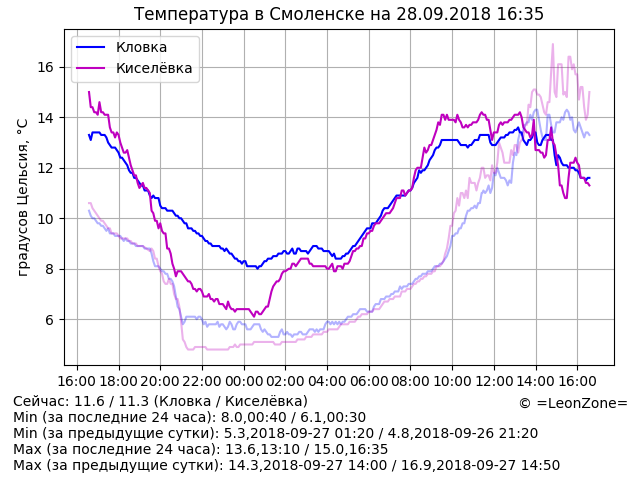 Температура в Смоленске на 28.09.2018 16:35
Кловка
Киселёвка
градусов Цельсия, °C
16
14
12
10
8
6
16:00 18:00 20:00 22:00 00:00 02:00 04:00 06:00 08:00 10:00 12:00 14:00 16:00
Сейчас: 11.6 / 11.3 (Кловка / Киселёвка)
© =LeonZone=
Min (за последние 24 часа): 8.0,00:40 / 6.1,00:30
Min (за предыдущие сутки): 5.3,2018-09-27 01:20 / 4.8,2018-09-26 21:20
Max (за последние 24 часа): 13.6,13:10 / 15.0,16:35
Max (за предыдущие сутки): 14.3,2018-09-27 14:00 / 16.9,2018-09-27 14:50